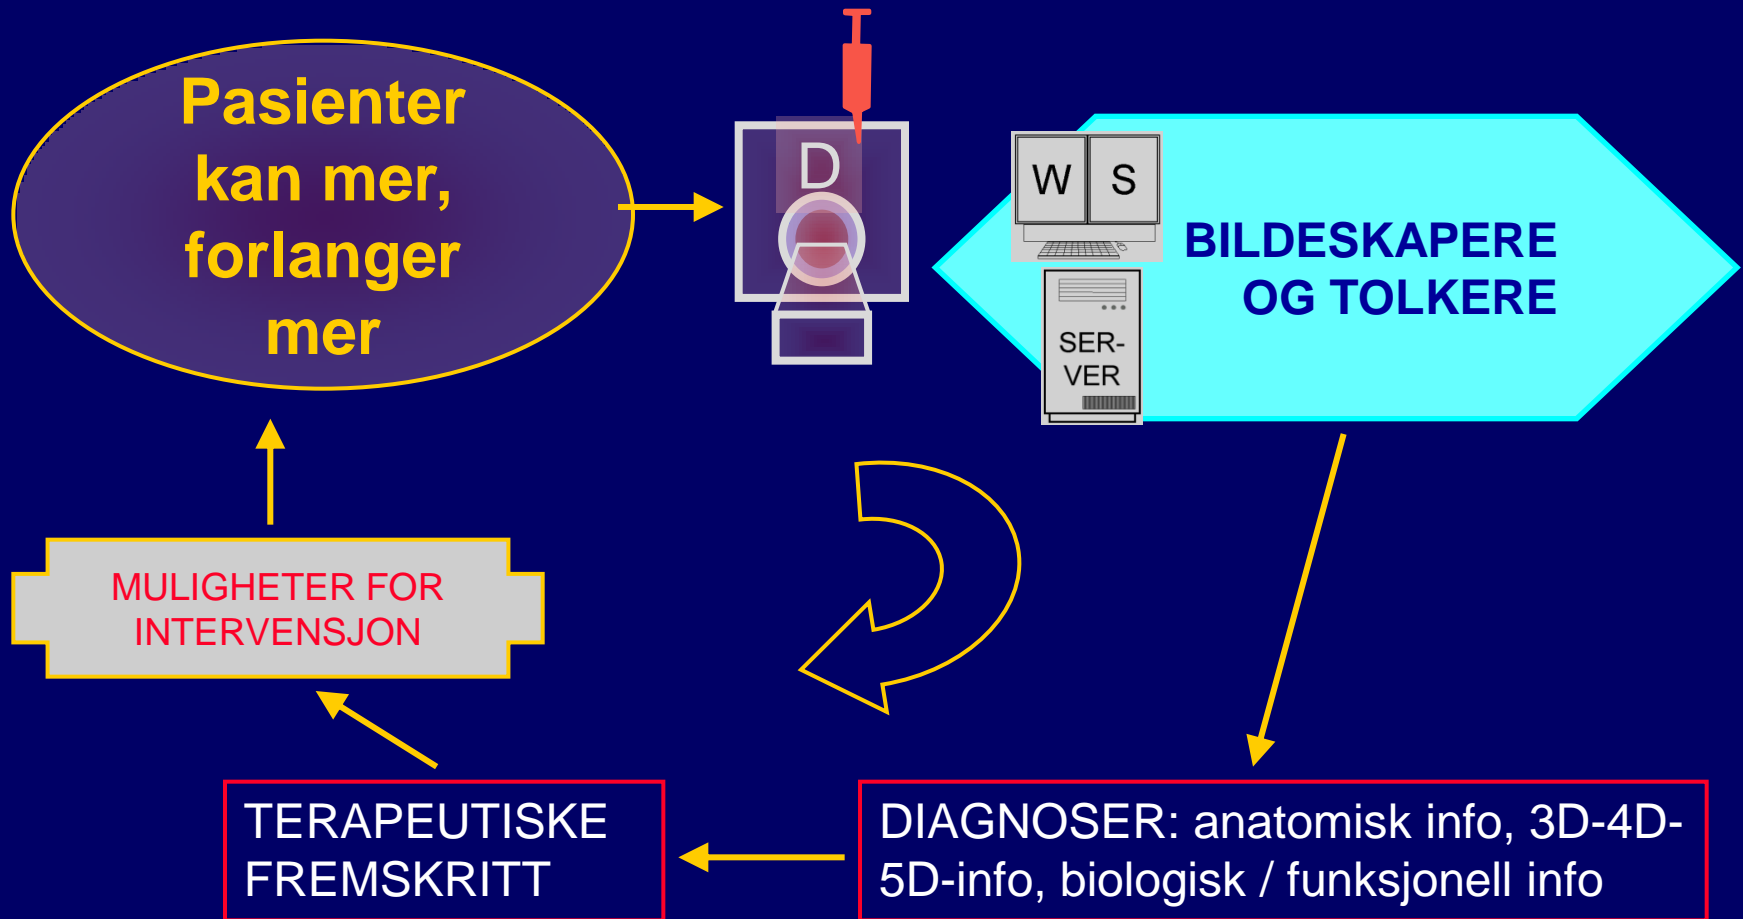 Pasienter
kan mer,
forlanger
mer
D
W S
SER-
VER
BILDESKAPERE
OG TOLKERE
MULIGHETER FOR
INTERVENSJON
TERAPEUTISKE
FREMSKRITT
DIAGNOSER: anatomisk info, 3D-4D-
5D-info, biologisk / funksjonell info